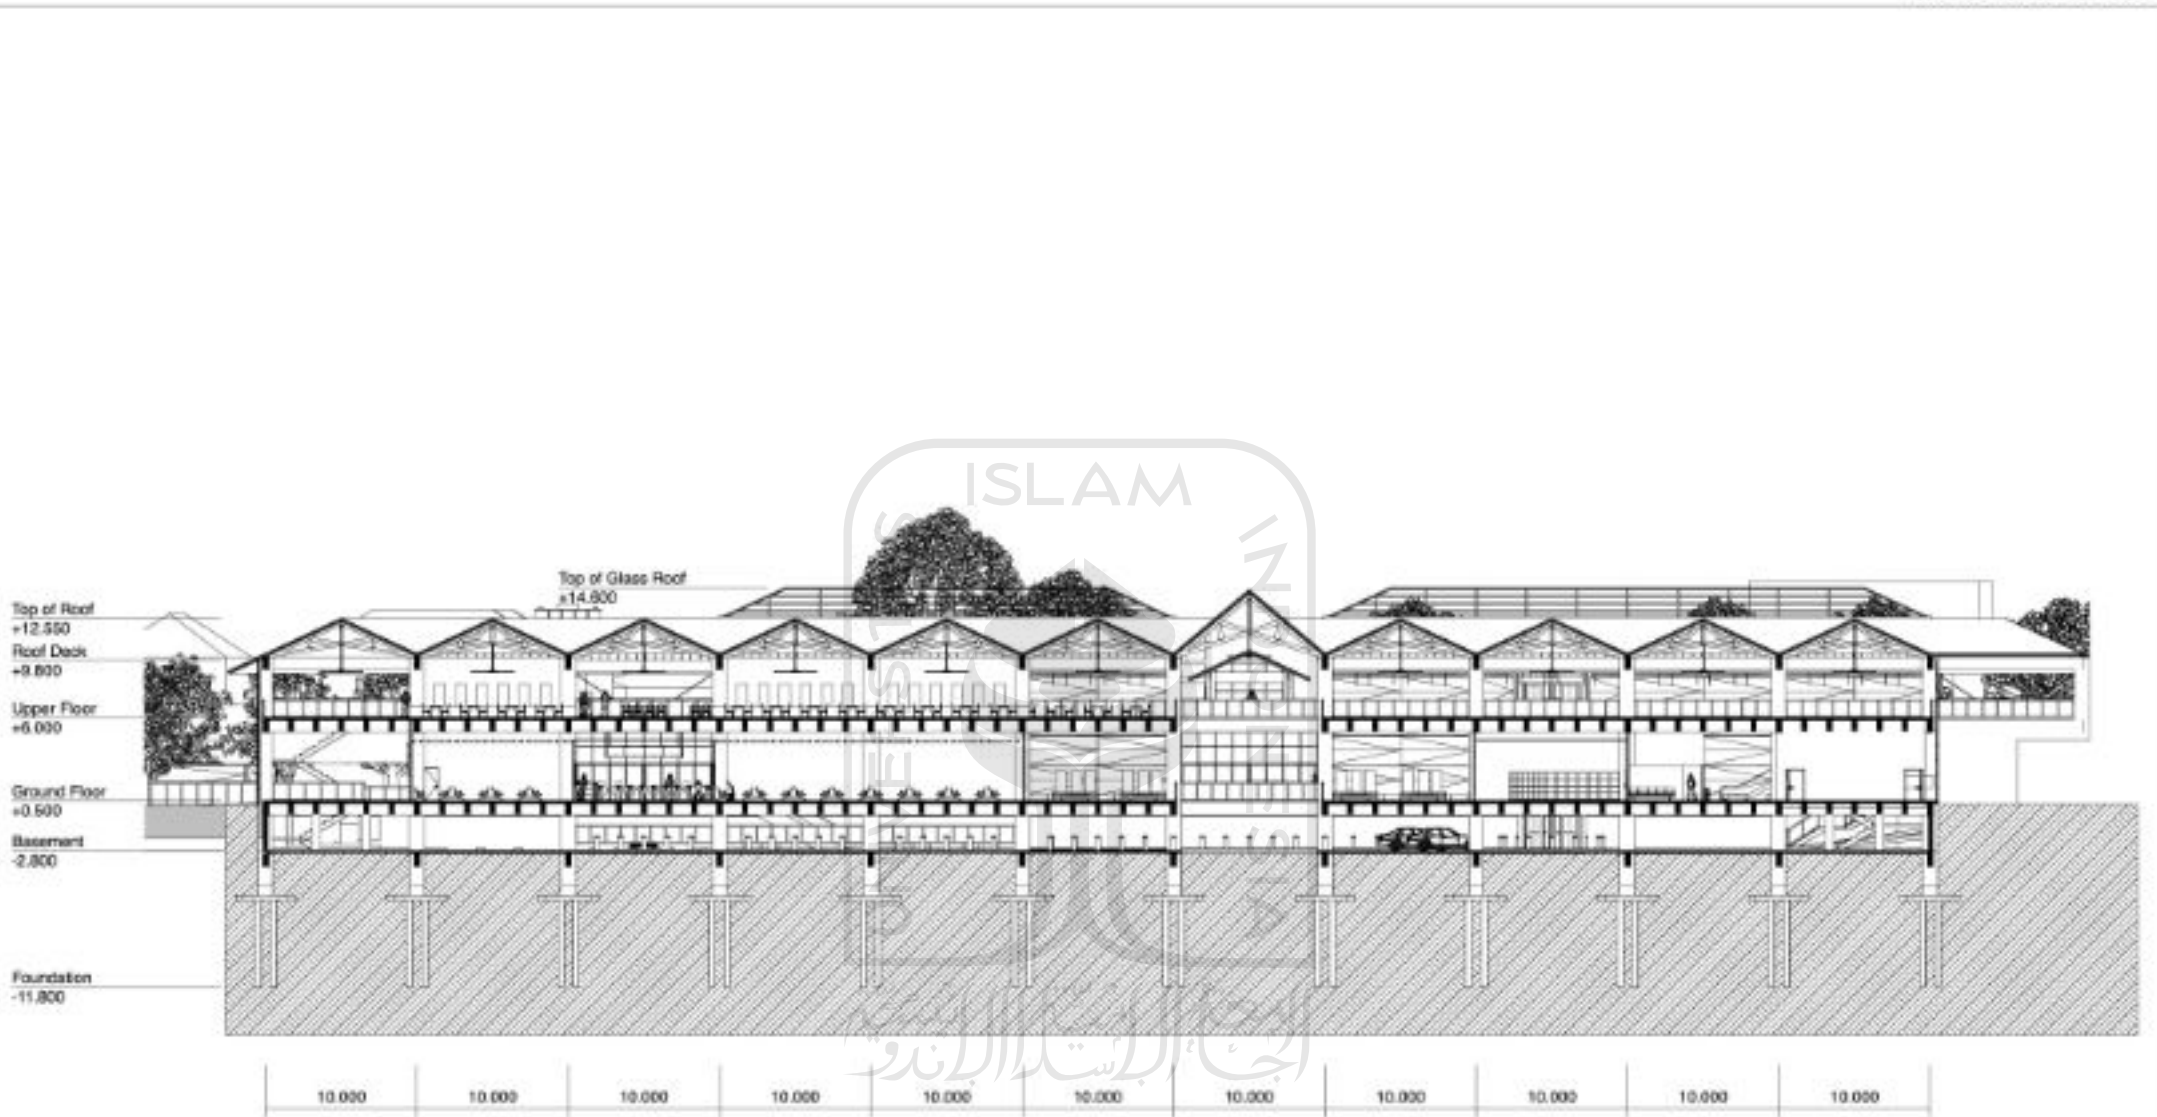 ISLAM
Top of Glass Roof
+14.600
Top of Roof
+12.550
Roof Deck
+9.800
Upper Floor
+6.000
Ground Floor
+0.500
Basement
-2.800
Foundation
-11.800
10.000 10.000 10.000 10.000 10.000 10.000 10.000 10.000 10.000 10.000 10.000